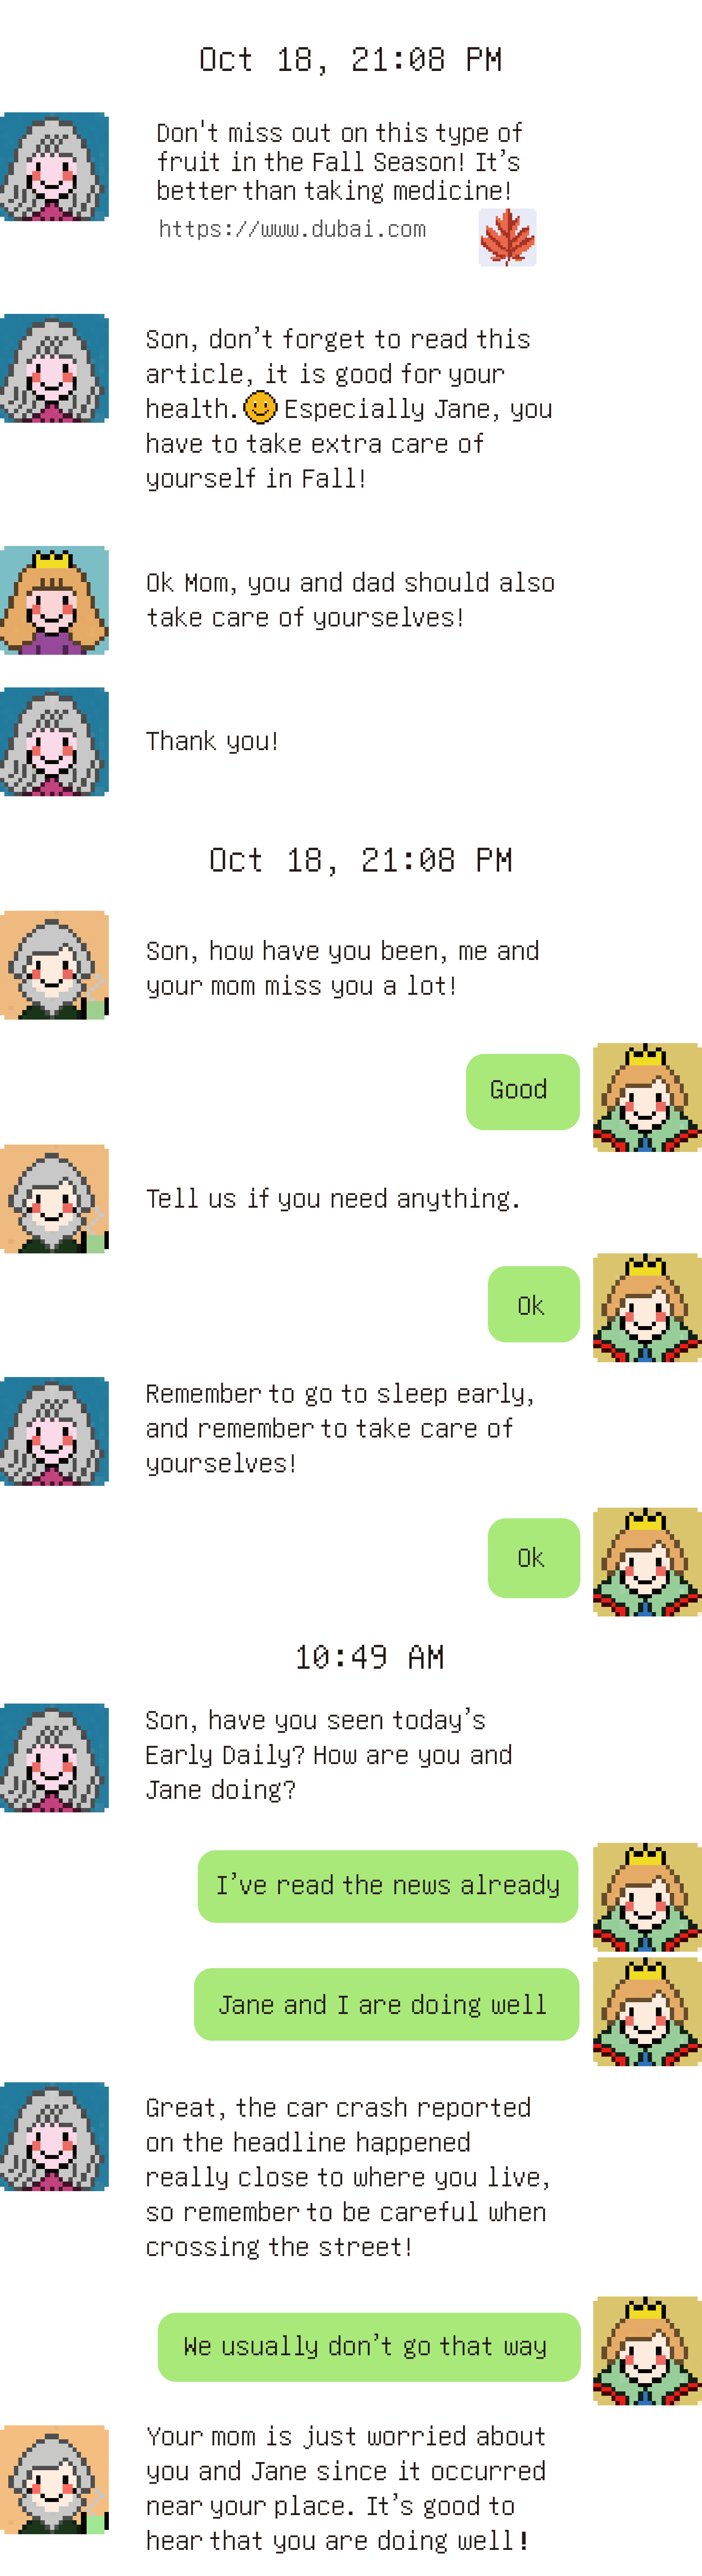 Oct 18, 21:08 PM
Don't miss out on this type of
fruit in the Fall Season! It's
better than taking medicine!
https://www.dubai.com
Son, don't forget to read this
article, it is good for your
health. Especially Jane, you
have to take extra care of
yourself in Fall!
Ok Mom, you and dad should also
take care of yourselves!
Thank you!
Oct 18, 21:08 PM
Son, how have you been, me and
your mom miss you a lot!
Good
Tell us if you need anything.
Ok
Remember to go to sleep early,
and remember to take care of
yourselves!
Ok
10:49 AM
Son, have you seen today's
Early Daily? How are you and
Jane doing?
I've read the news already
Jane and I are doing well
Great, the car crash reported
on the headline happened
really close to where you live,
so remember to be careful when
crossing the street!
We usually don't go that way
Your mom is just worried about
you and Jane since it occurred
near your place. It's good to
hear that you are doing well!